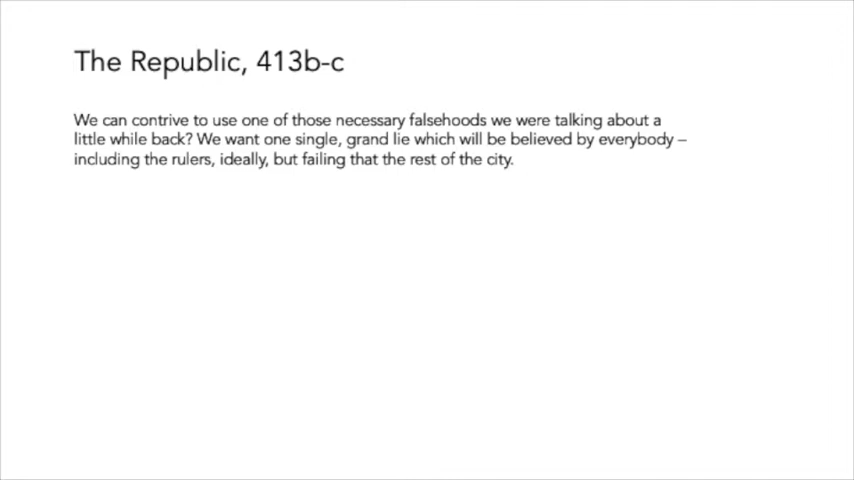 The Republic, 413b-c
We can contrive to use one of those necessary falsehoods we were talking about a
little while back? We want one single, grand lie which will be believed by everybody –
including the rulers, ideally, but failing that the rest of the city.